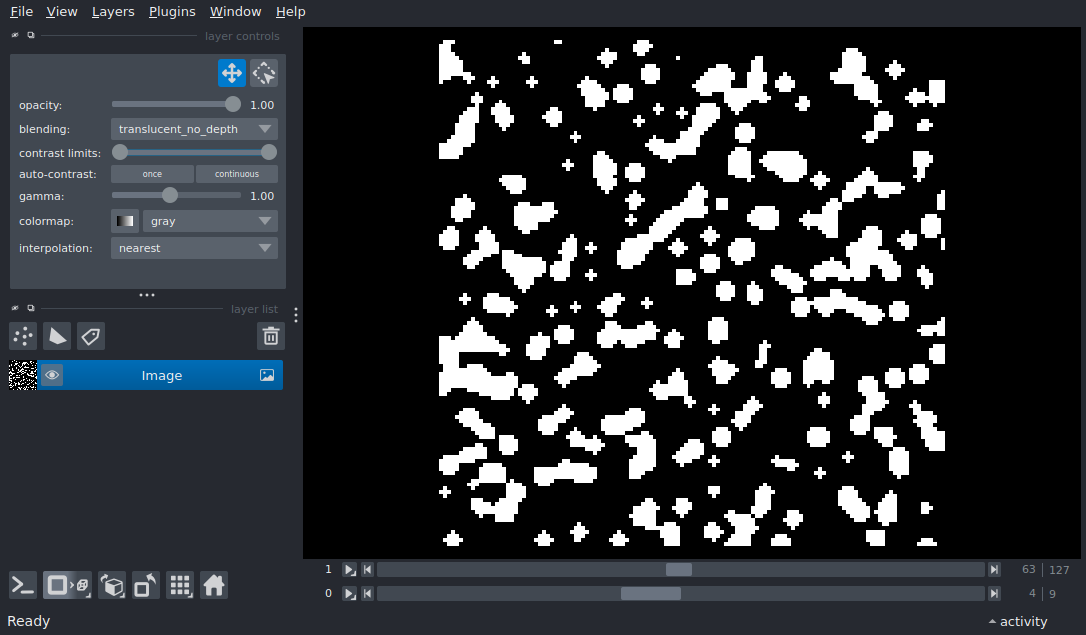 File View Layers Plugins Window Help
layer controls
opacity: 1.00
blending: translucent_no_depth
contrast limits:
auto-contrast: once continuous
gamma: 1.00
colormap: gray
interpolation: nearest
layer list
Image
1 63 127
0 4 9
Ready activity